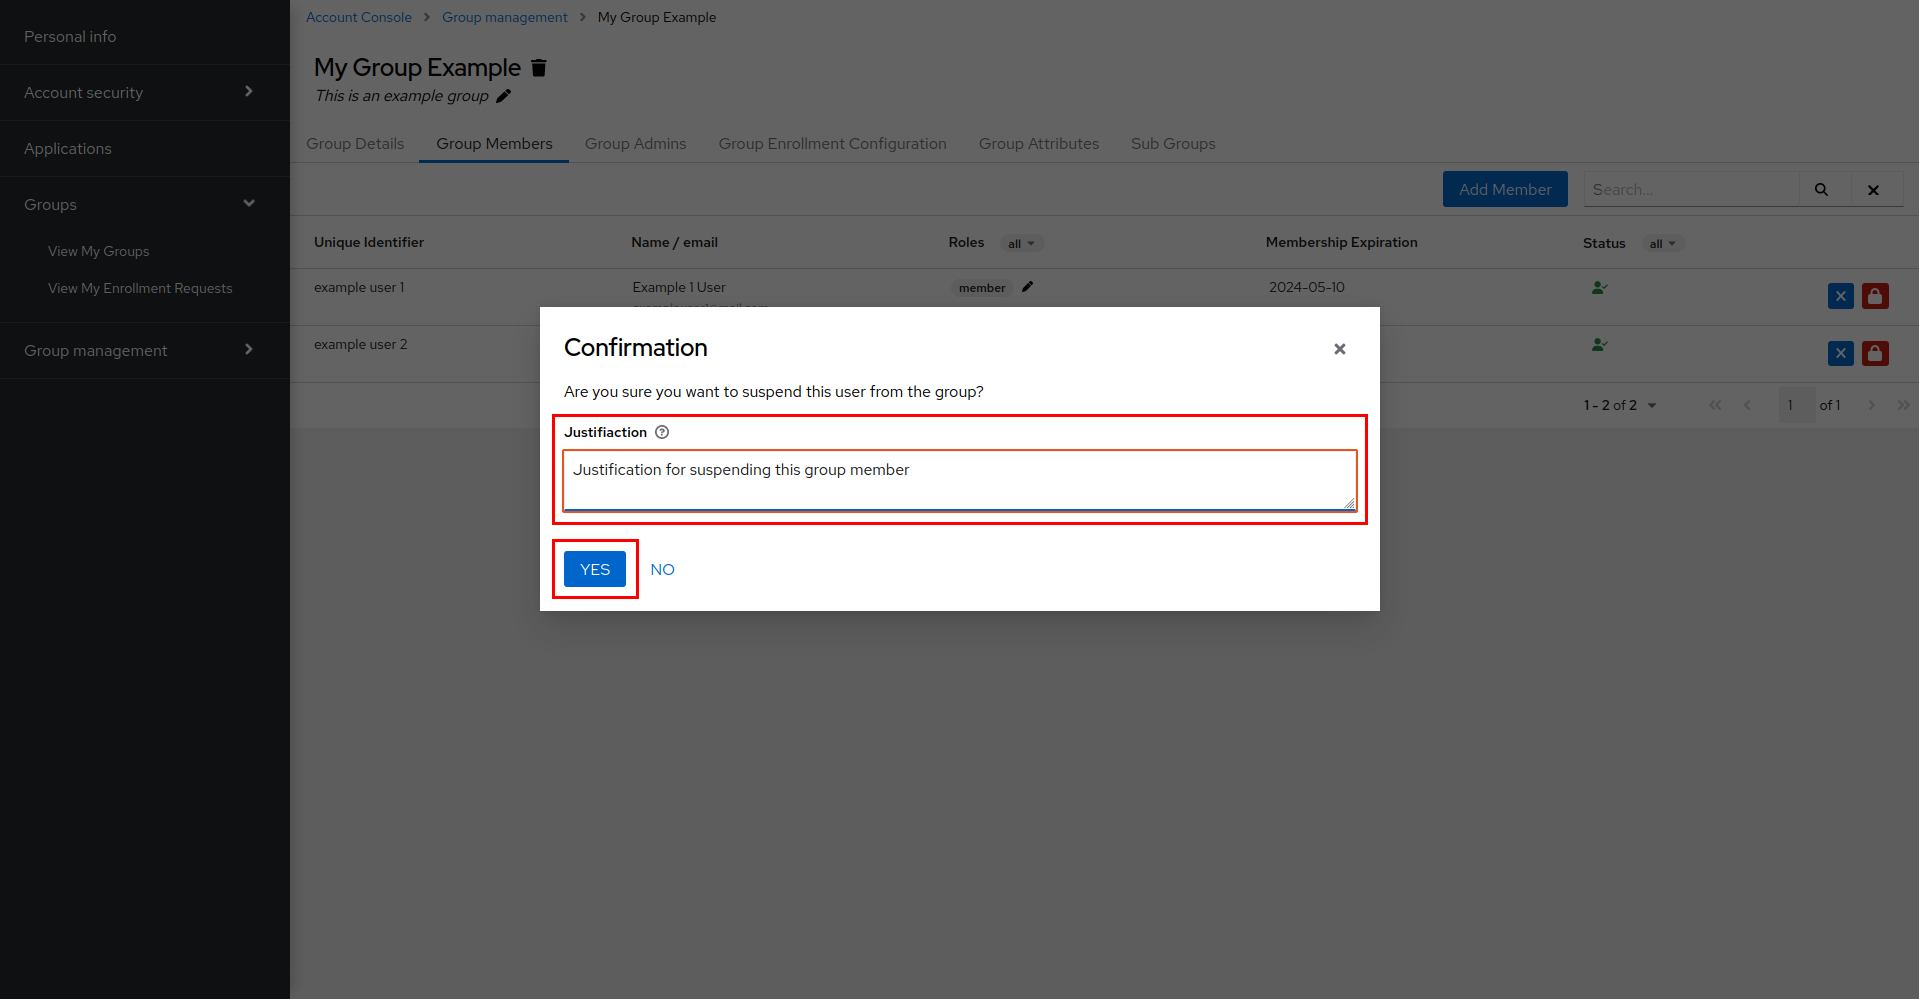 Personal info
Account security
Applications
Groups
View My Groups
View My Enrollment Requests
Group management
Account Console > Group management > My Group Example
My Group Example
This is an example group
Group Details Group Members Group Admins Group Enrollment Configuration Group Attributes Sub Groups
Add Member Search...
Unique Identifier Name / email Roles all Membership Expiration Status all
example user 1 Example 1 User member 2024-05-10
example user 2
1 - 2 of 2 1 of 1
Confirmation
Are you sure you want to suspend this user from the group?
Justifiaction
Justification for suspending this group member
YES NO